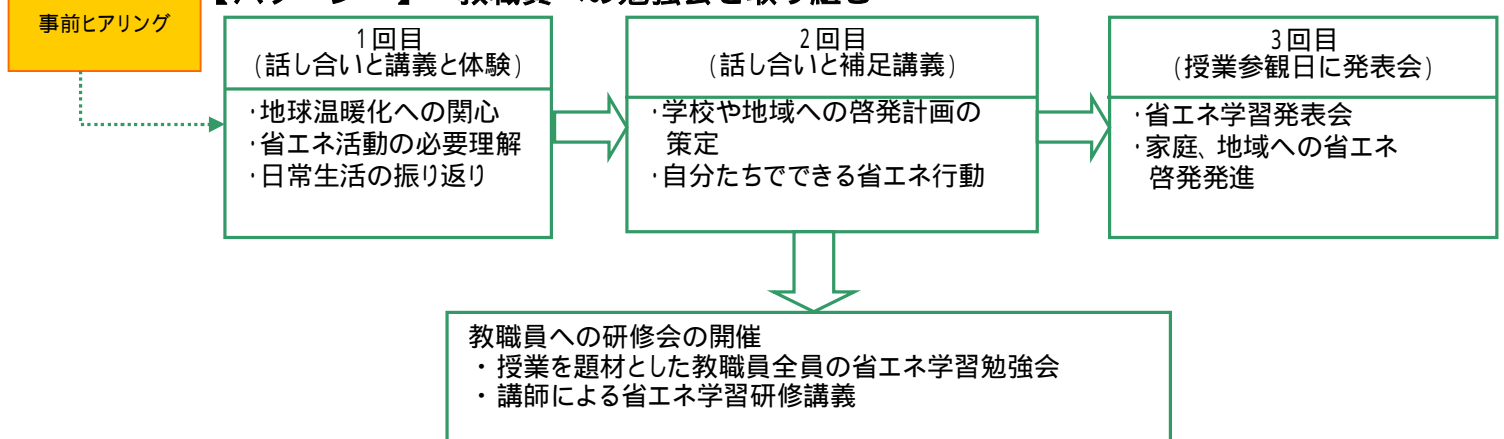 事前ヒアリング
1回目
(話し合いと講義と体験)
・地球温暖化への関心
・省エネ活動の必要理解
・日常生活の振り返り
2回目
(話し合いと補足講義)
・学校や地域への啓発計画の
策定
・自分たちでできる省エネ行動
3回目
(授業参観日に発表会)
・省エネ学習発表会
・家庭、地域への省エネ
啓発発進
教職員への研修会の開催
・授業を題材とした教職員全員の省エネ学習勉強会
・講師による省エネ学習研修講義